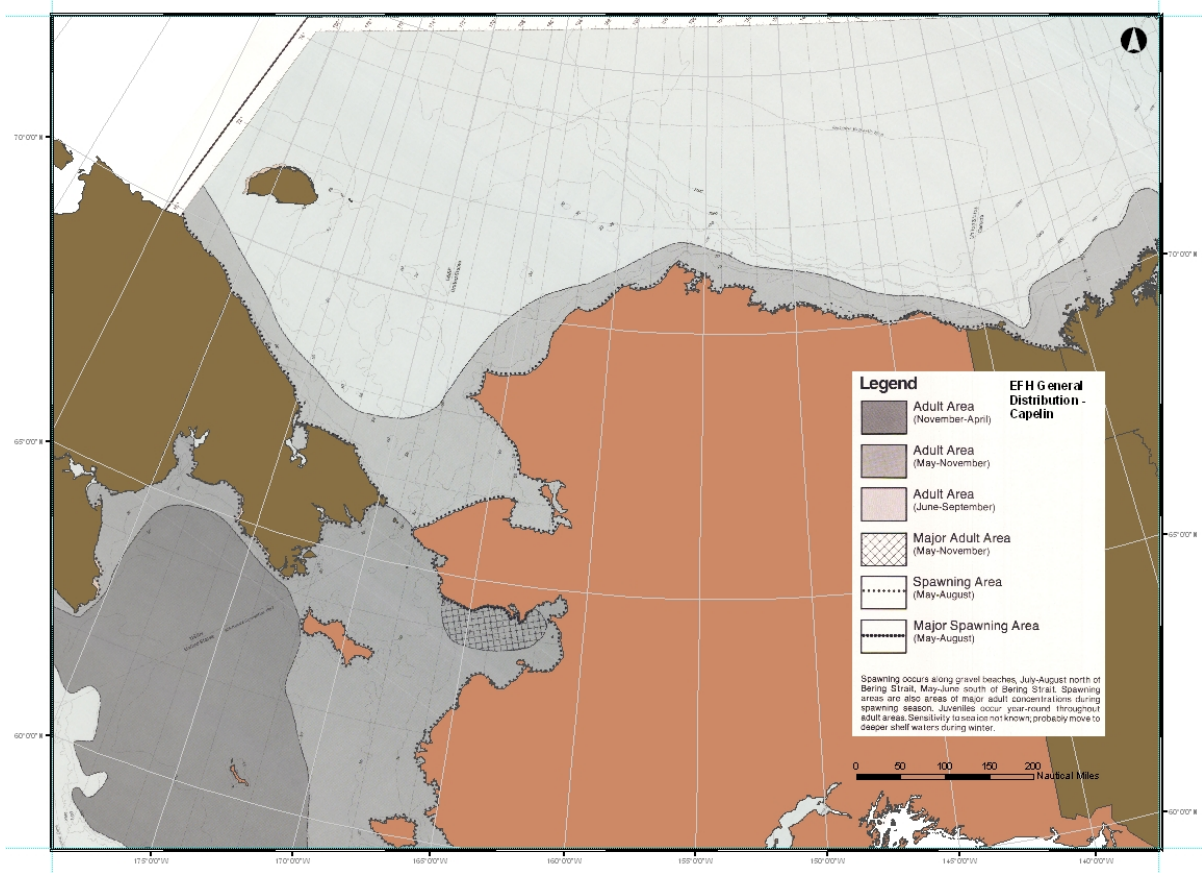 70°0'0"N
65°0'0"N
60°0'0"N
70°0'0"N
65°0'0"N
60°0'0"N
Legend
EFH General
Distribution -
Capelin
Adult Area
(November-April)
Adult Area
(May-November)
Adult Area
(June-September)
Major Adult Area
(May-November)
Spawning Area
(May-August)
Major Spawning Area
(May-August)
Spawning occurs along gravel beaches, July-August north of
Bering Strait, May-June south of Bering Strait. Spawning
areas are also areas of major adult concentrations during
spawning season. Juveniles occur year-round throughout
adult areas. Sensitivity to sea ice not known; probably move to
deeper shelf waters during winter.
0 50 100 150 200
Nautical Miles
175°0'0"W 170°0'0"W 165°0'0"W 160°0'0"W 155°0'0"W 150°0'0"W 145°0'0"W 140°0'0"W